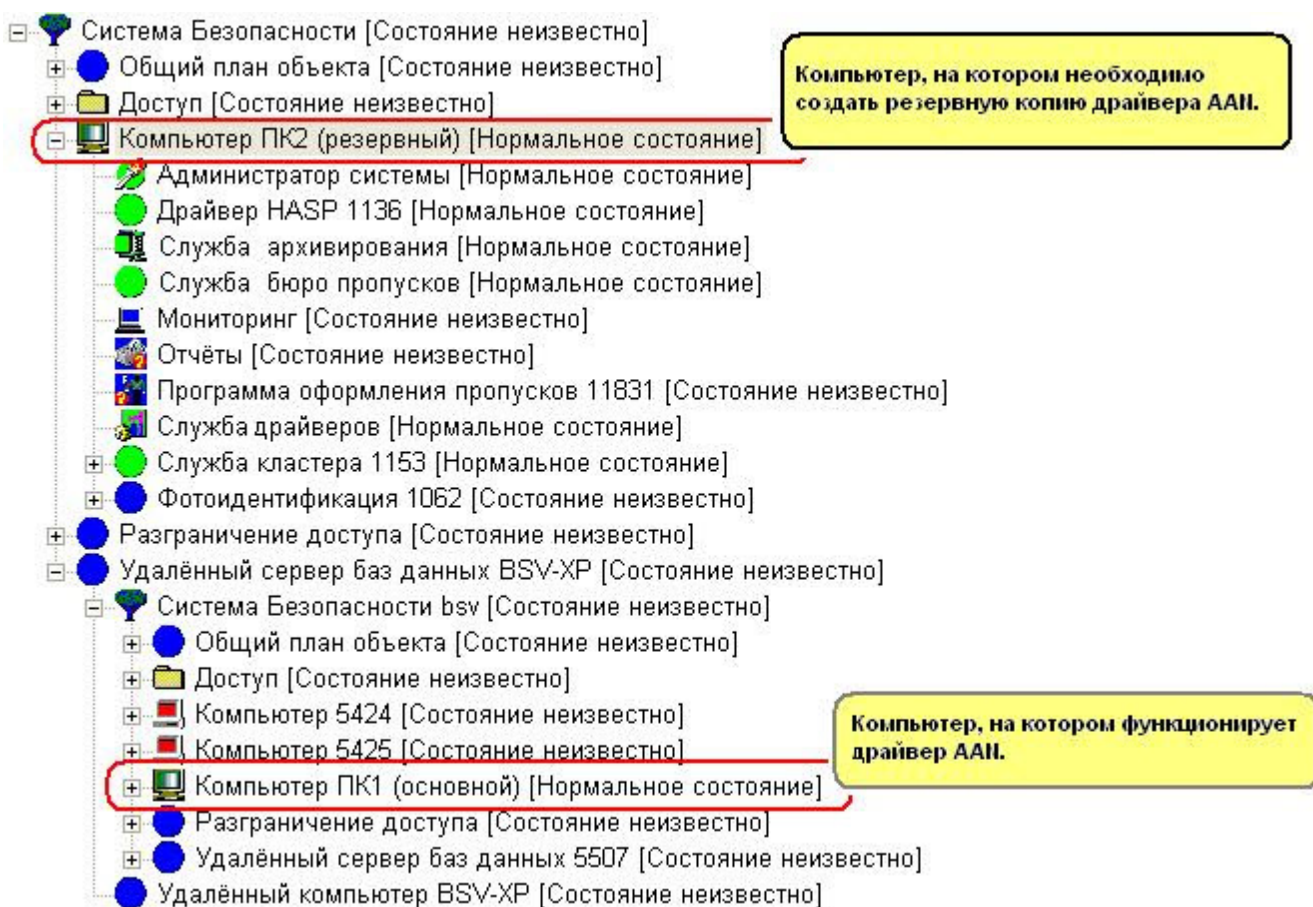 Система Безопасности [Состояние неизвестно]
Общий план объекта [Состояние неизвестно]
Компьютер, на котором необходимо
создать резервную копию драйвера AAN.
Доступ [Состояние неизвестно]
Компьютер ПК2 (резервный) [Нормальное состояние]
Администратор системы [Нормальное состояние]
Драйвер HASP 1136 [Нормальное состояние]
Служба архивирования [Нормальное состояние]
Служба бюро пропусков [Нормальное состояние]
Мониторинг [Состояние неизвестно]
Отчёты [Состояние неизвестно]
Программа оформления пропусков 11831 [Состояние неизвестно]
Служба драйверов [Нормальное состояние]
Служба кластера 1153 [Нормальное состояние]
Фотоидентификация 1062 [Состояние неизвестно]
Разграничение доступа [Состояние неизвестно]
Удалённый сервер баз данных BSV-XP [Состояние неизвестно]
Система Безопасности bsv [Состояние неизвестно]
Общий план объекта [Состояние неизвестно]
Доступ [Состояние неизвестно]
Компьютер 5424 [Состояние неизвестно]
Компьютер 5425 [Состояние неизвестно]
Компьютер, на котором функционирует
драйвер AAN.
Компьютер ПК1 (основной) [Нормальное состояние]
Разграничение доступа [Состояние неизвестно]
Удалённый сервер баз данных 5507 [Состояние неизвестно]
Удалённый компьютер BSV-XP [Состояние неизвестно]